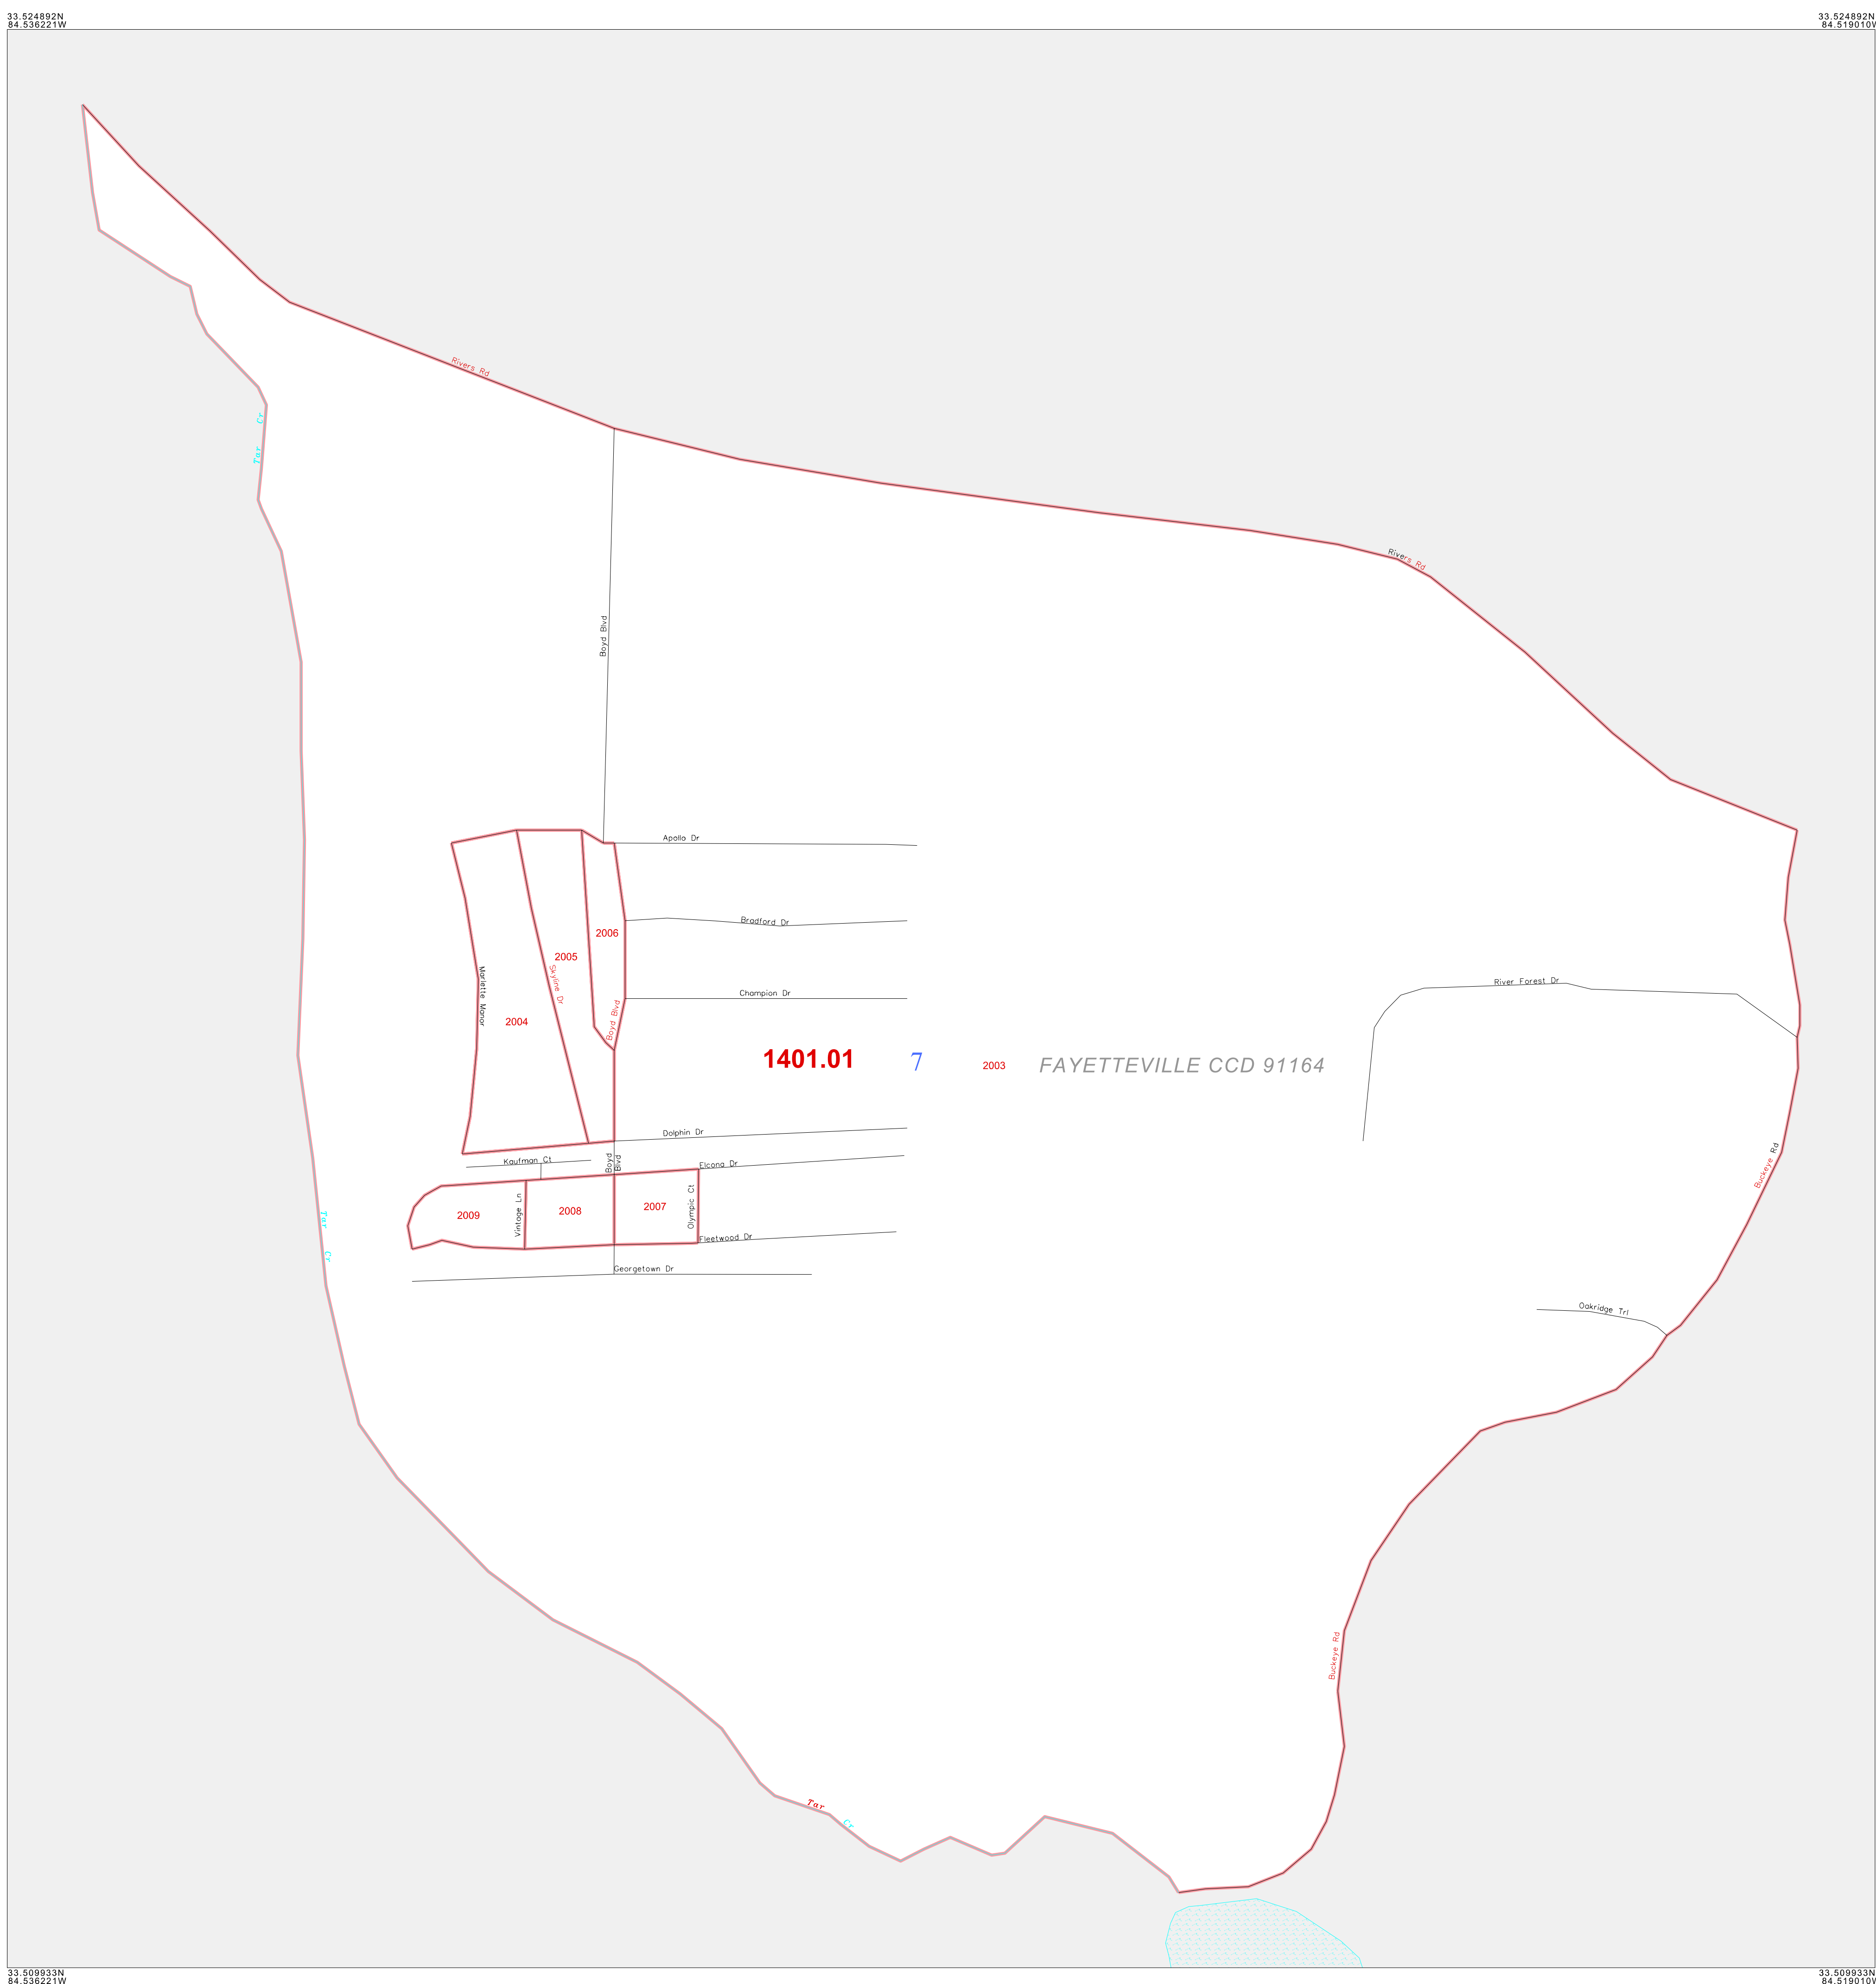 33.524892N
84.536221W
33.524892N
84.519010W
Rivers Rd
Tar Cr
Rivers Rd
Boyd Blvd
Apollo Dr
Bradford Dr
2006
2005
Skyline Dr
Marlette Manor
Champion Dr
River Forest Dr
2004
Boyd Blvd
1401.01
7
2003
FAYETTEVILLE CCD 91164
Dolphin Dr
Kaufman Ct
Boyd
Blvd
Elcona Dr
Buckeye Rd
2009
Vintage Ln
2008
2007
Olympic Ct
Tar Cr
Fleetwood Dr
Georgetown Dr
Oakridge Trl
Buckeye Rd
Tar Cr
33.509933N
84.536221W
33.509933N
84.519010W